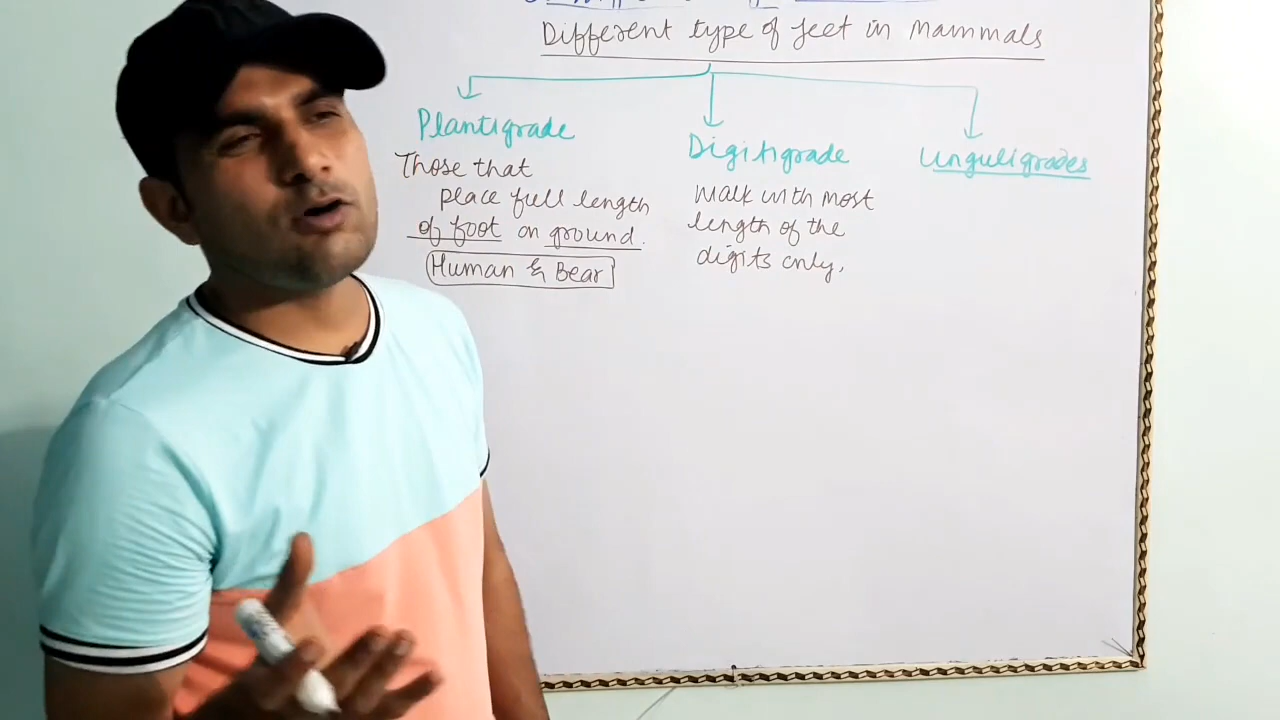 Different type of feet in Mammals
Plantigrade
Those that
place full length
of foot on ground.
Human & Bear
Digitigrade
walk with most
length of the
digits only,
Unguligrades